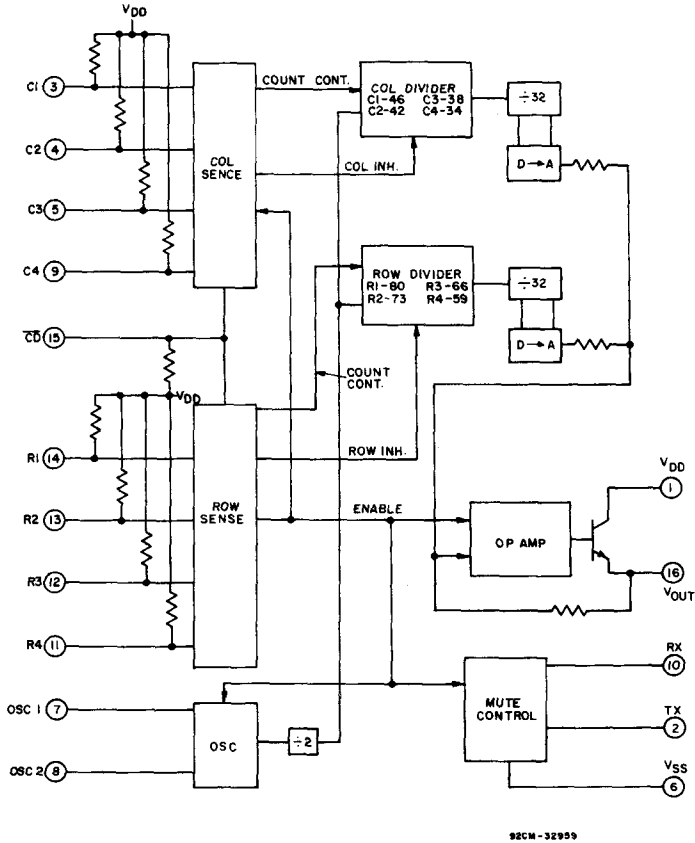 VDD
C1 3
COUNT CONT.
COL DIVIDER
C1-46 C3-38
C2-42 C4-34
÷32
C2 4
COL
SENCE
COL INH.
D→A
C3 5
C4 9
ROW DIVIDER
R1-80 R3-66
R2-73 R4-59
÷32
CD 15
D→A
COUNT
CONT.
VDD
R1 14
ROW INH.
VDD
1
R2 13
ROW
SENSE
ENABLE
OP AMP
16
VOUT
R3 12
R4 11
RX
10
MUTE
CONTROL
TX
2
OSC 1 7
OSC
÷2
OSC 2 8
VSS
6
92CM-32959